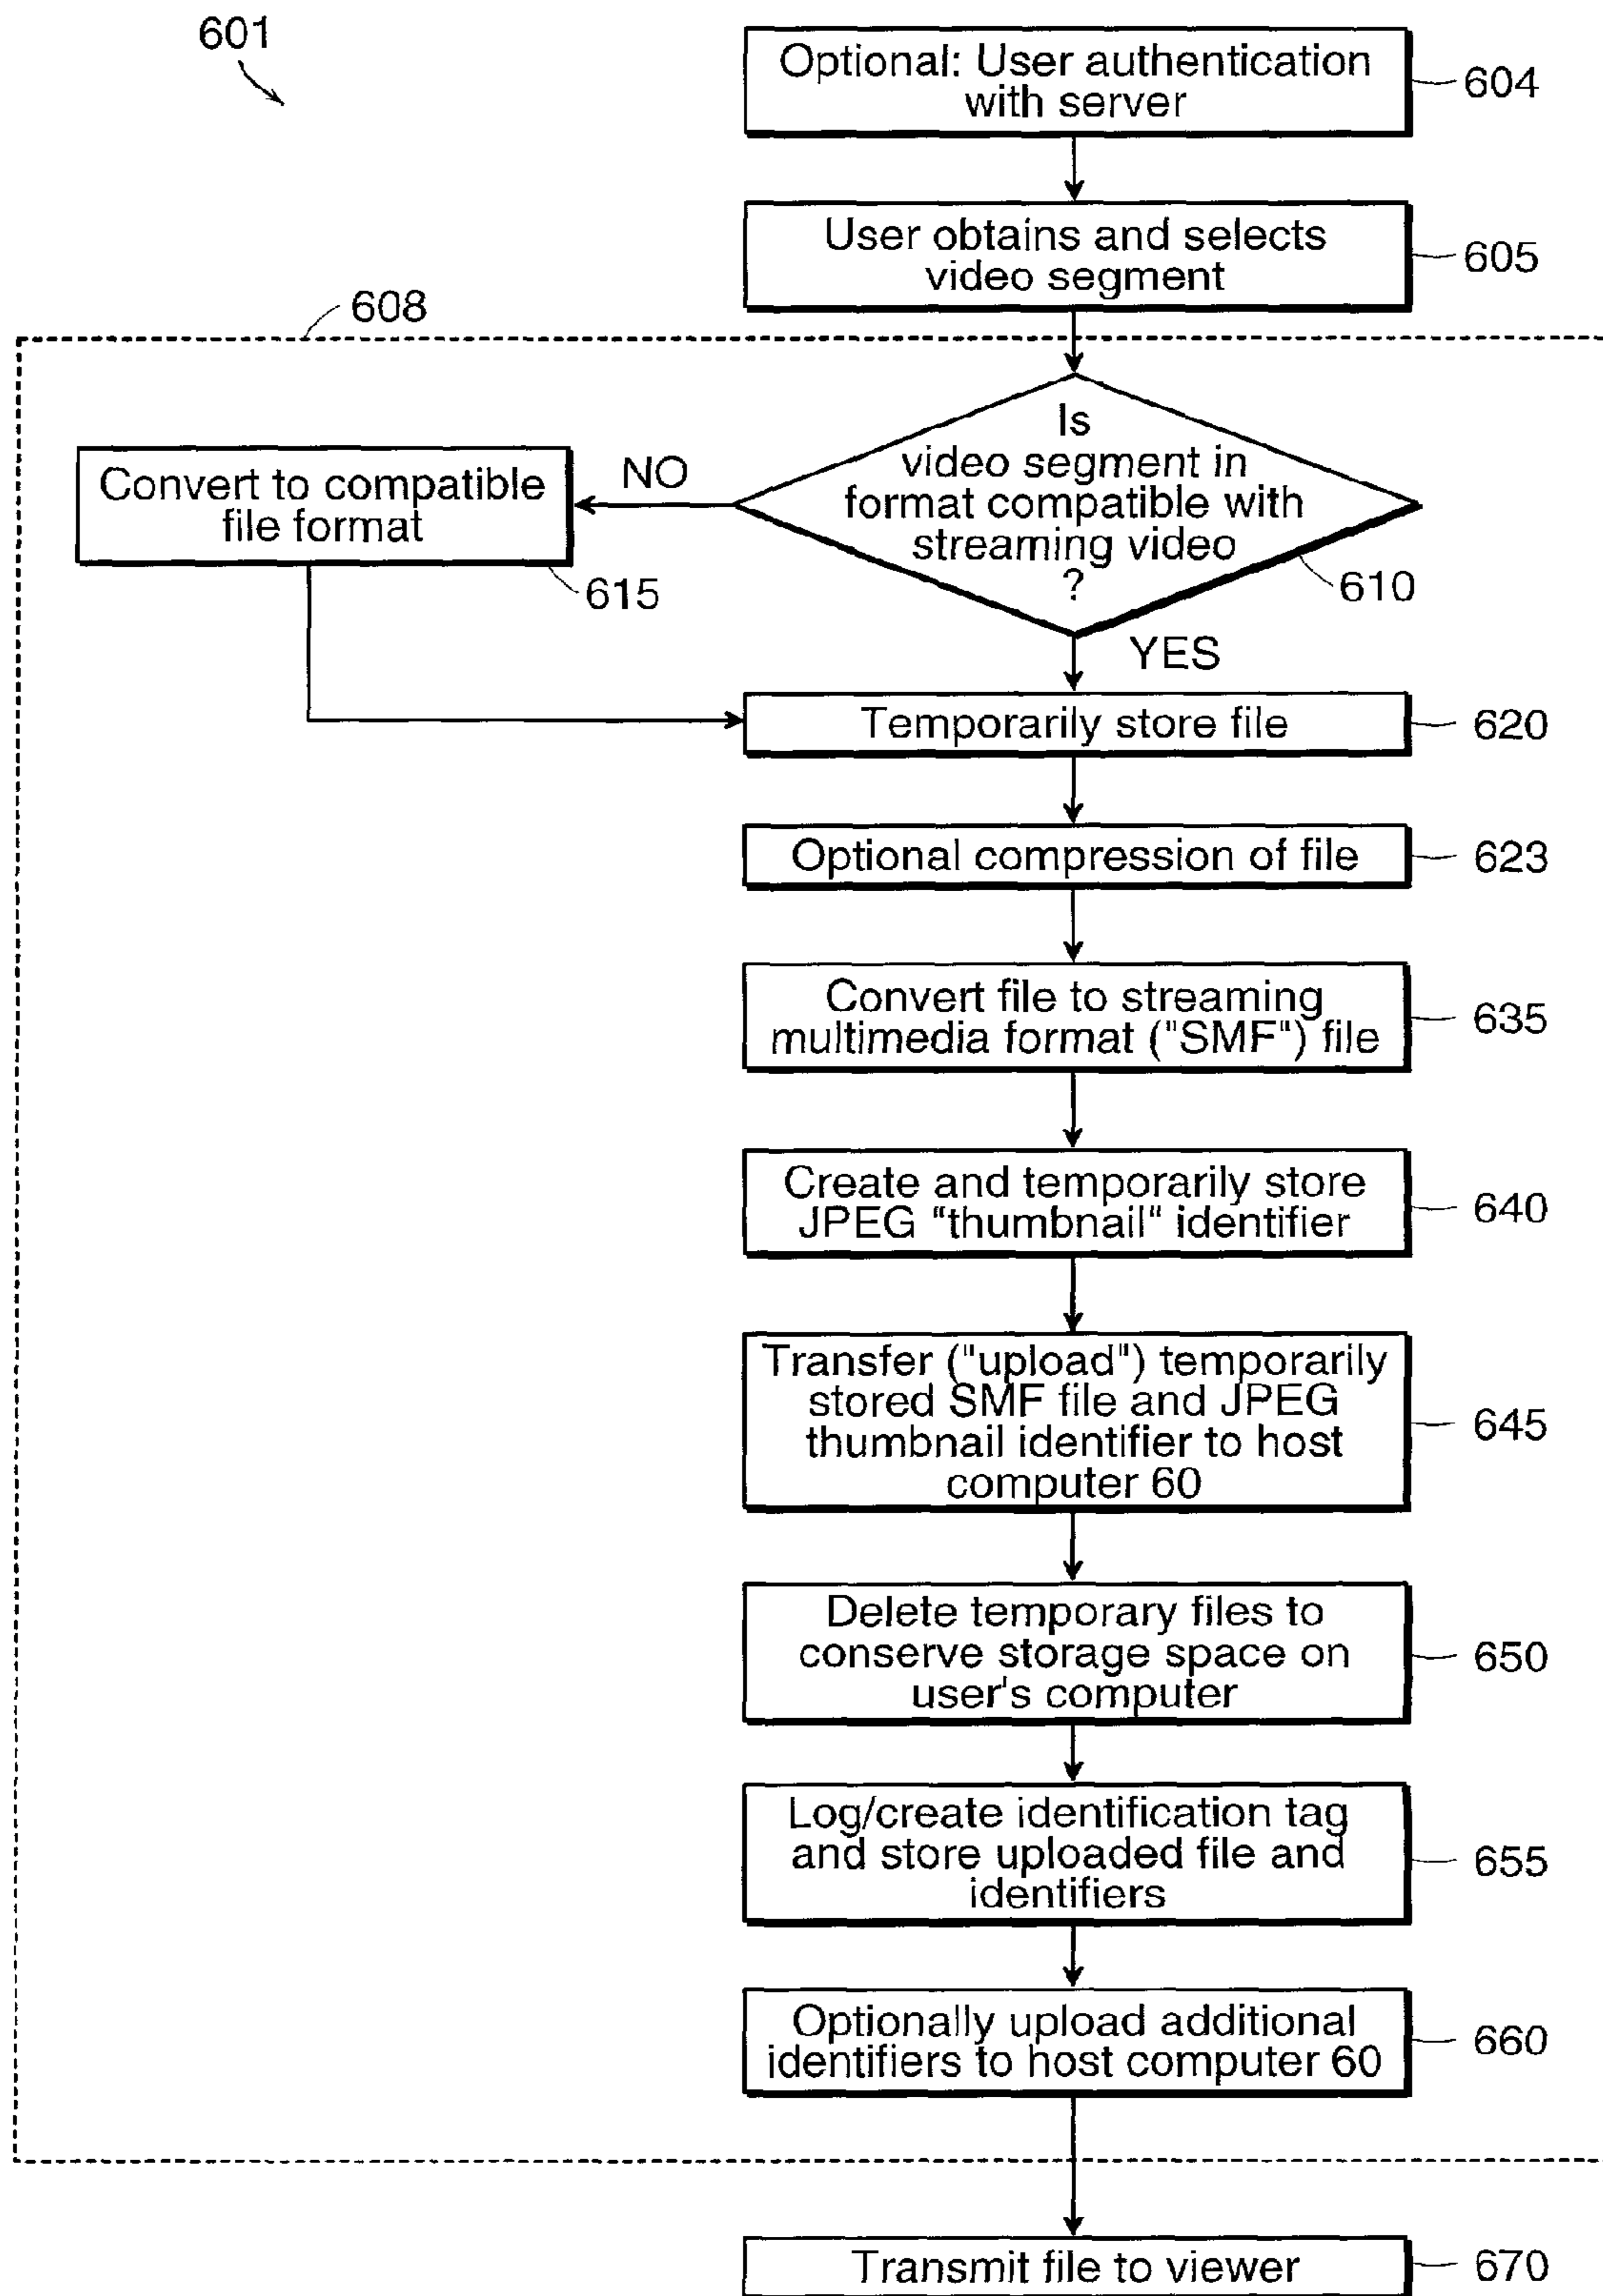 601
Optional: User authentication
with server
604
User obtains and selects
video segment
605
608
Is
video segment in
format compatible with
streaming video
?
610
NO
Convert to compatible
file format
615
YES
Temporarily store file
620
Optional compression of file
623
Convert file to streaming
multimedia format ("SMF") file
635
Create and temporarily store
JPEG "thumbnail" identifier
640
Transfer ("upload") temporarily
stored SMF file and JPEG
thumbnail identifier to host
computer 60
645
Delete temporary files to
conserve storage space on
user's computer
650
Log/create identification tag
and store uploaded file and
identifiers
655
Optionally upload additional
identifiers to host computer 60
660
Transmit file to viewer
670